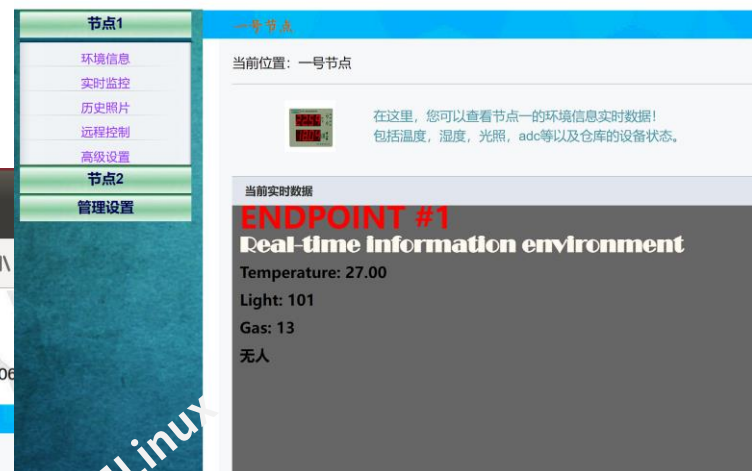 节点1
环境信息
实时监控
历史照片
远程控制
高级设置
节点2
管理设置
一号节点
当前位置：一号节点
在这里，您可以查看节点一的环境信息实时数据！
包括温度，湿度，光照，adc等以及仓库的设备状态。
当前实时数据
ENDPOINT #1
Real-time information environment
Temperature: 27.00
Light: 101
Gas: 13
无人
06
Linux